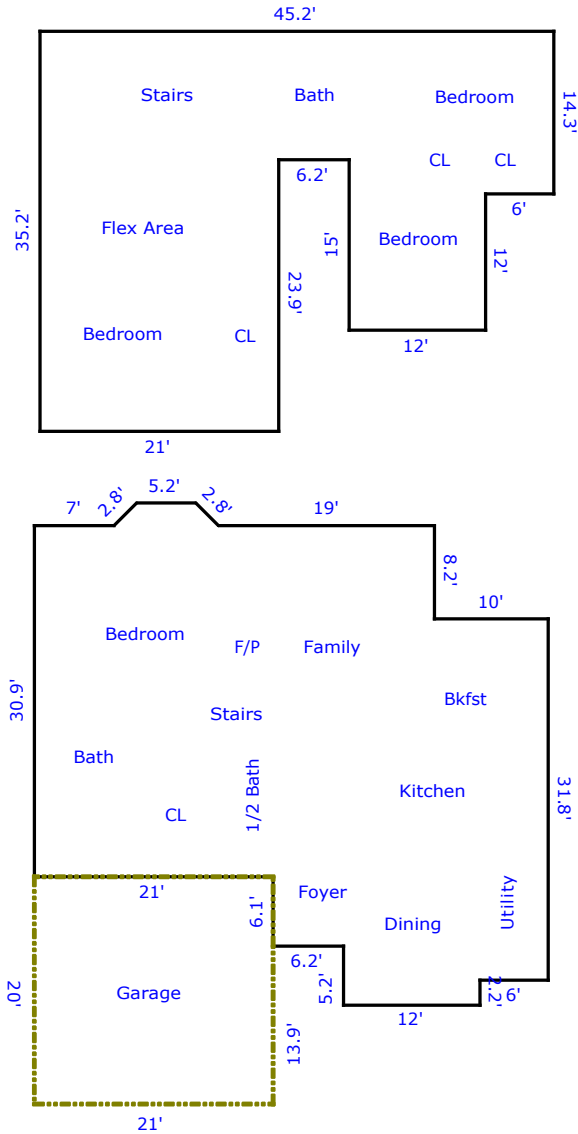 45.2'
Stairs
Bath
Bedroom
14.3'
CL
CL
6.2'
6'
35.2'
Flex Area
15'
Bedroom
12'
23.9'
Bedroom
CL
12'
21'
5.2'
7'
2.8'
2.8'
19'
8.2'
10'
Bedroom
F/P
Family
30.9'
Bkfst
Stairs
Bath
1/2 Bath
Kitchen
31.8'
CL
21'
6.1'
Foyer
Utility
Dining
6.2'
5.2'
2.2'
6'
20'
Garage
12'
13.9'
21'